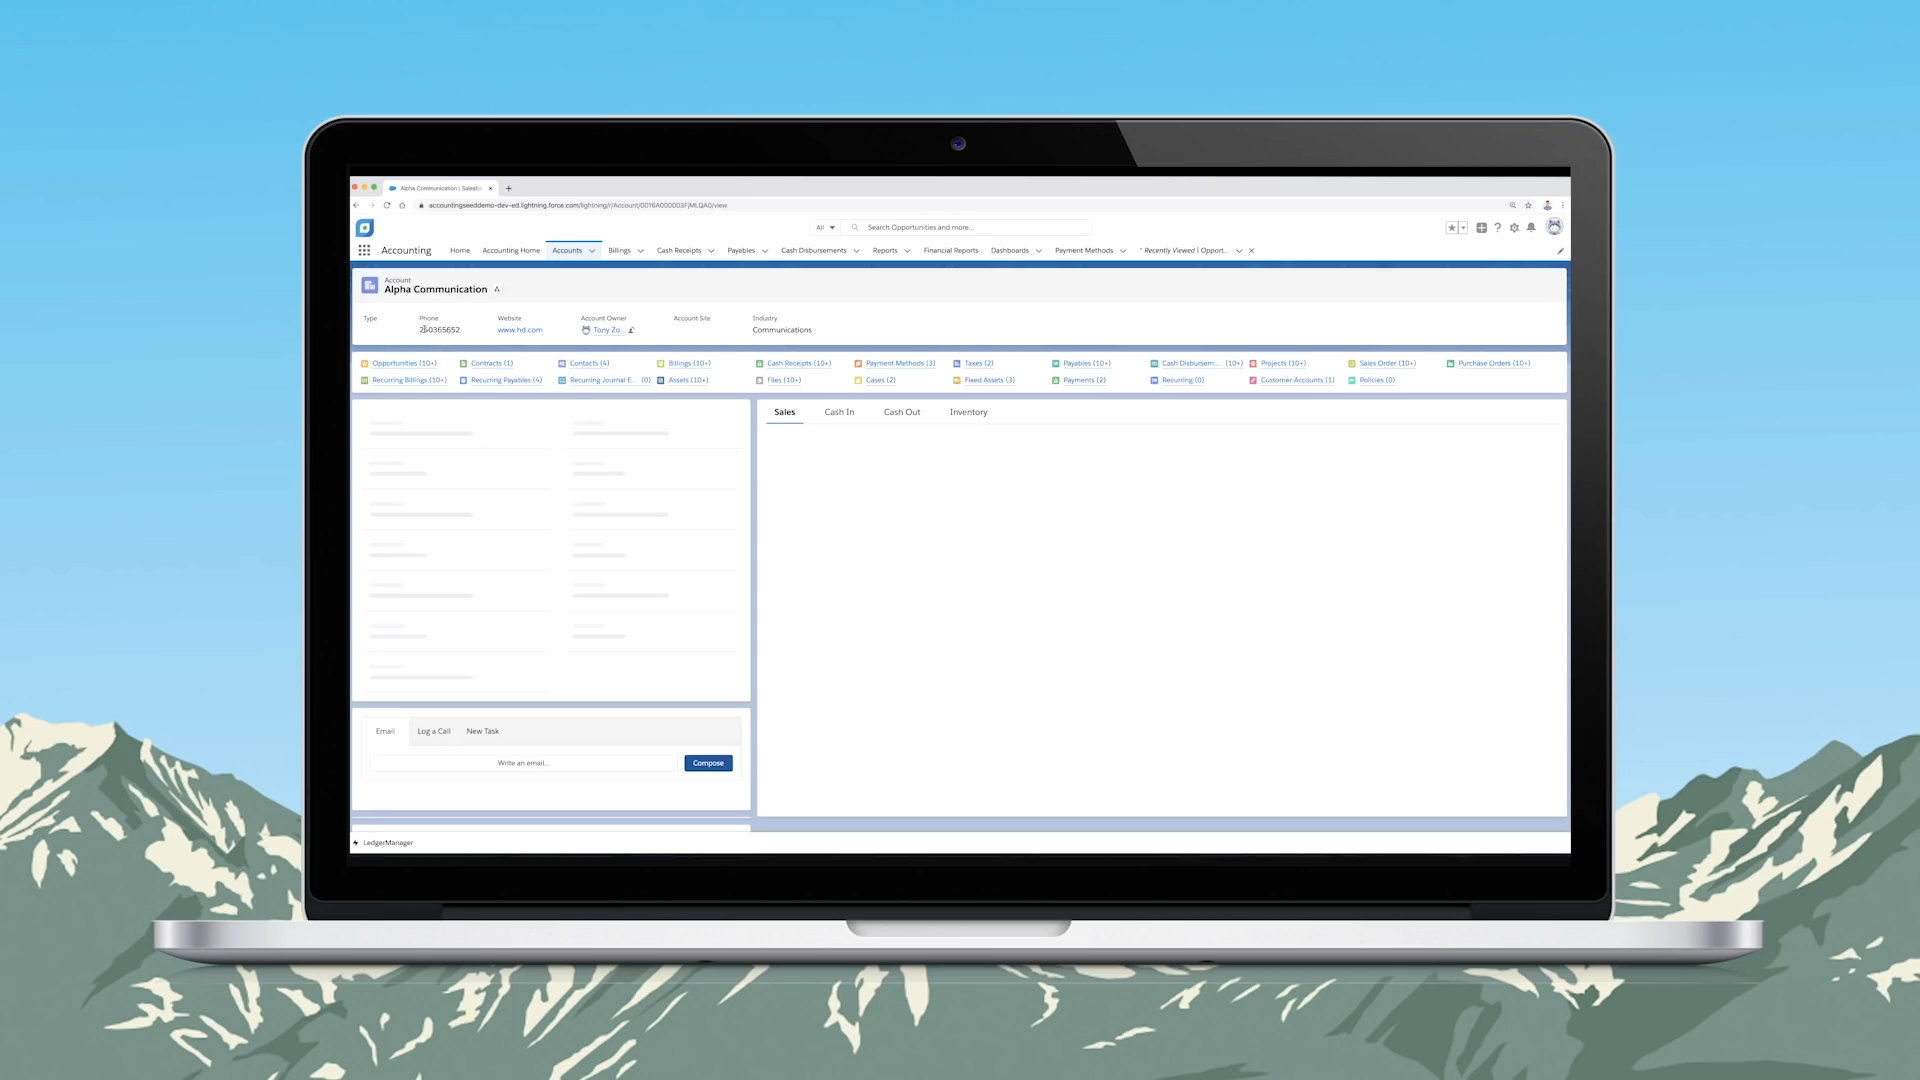 Alpha Communication | Salesfo
accountingseeddemo-dev-ed.lightning.force.com/lightning/r/Account/0016A000003FjMLQA0/view
All Search Opportunities and more...
Accounting Home Accounting Home Accounts Billings Cash Receipts Payables Cash Disbursements Reports Financial Reports Dashboards Payment Methods * Recently Viewed | Opport...
Account
Alpha Communication
Type Phone Website Account Owner Account Site Industry
www.hd.com Tony Zo... Communications
Opportunities (10+) Contracts (1) Contacts (4) Billings (10+) Cash Receipts (10+) Payment Methods (3) Taxes (2) Payables (10+) Cash Disbursem... (10+) Projects (10+) Sales Order (10+) Purchase Orders (10+)
Recurring Billings (10+) Recurring Payables (4) Recurring Journal E... (0) Assets (10+) Files (10+) Cases (2) Fixed Assets (3) Payments (2) Recurring (0) Customer Accounts (1) Policies (0)
Sales Cash In Cash Out Inventory
Email Log a Call New Task
Write an email... Compose
LedgerManager